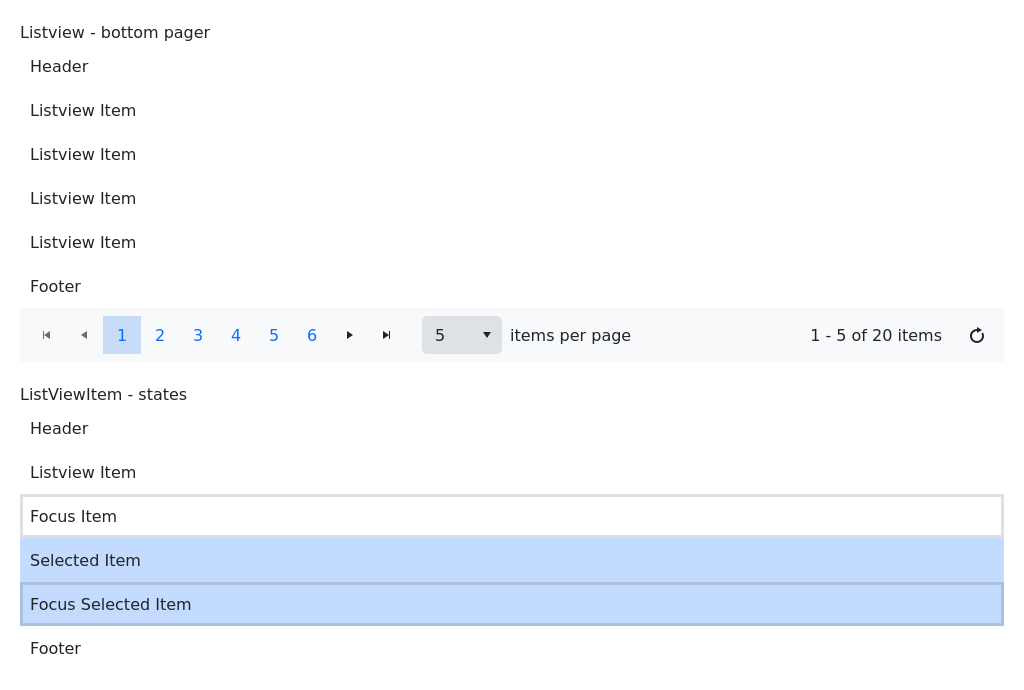 Listview - bottom pager
Header
Listview Item
Listview Item
Listview Item
Listview Item
Footer
1 2 3 4 5 6 5 items per page 1 - 5 of 20 items
ListViewItem - states
Header
Listview Item
Focus Item
Selected Item
Focus Selected Item
Footer